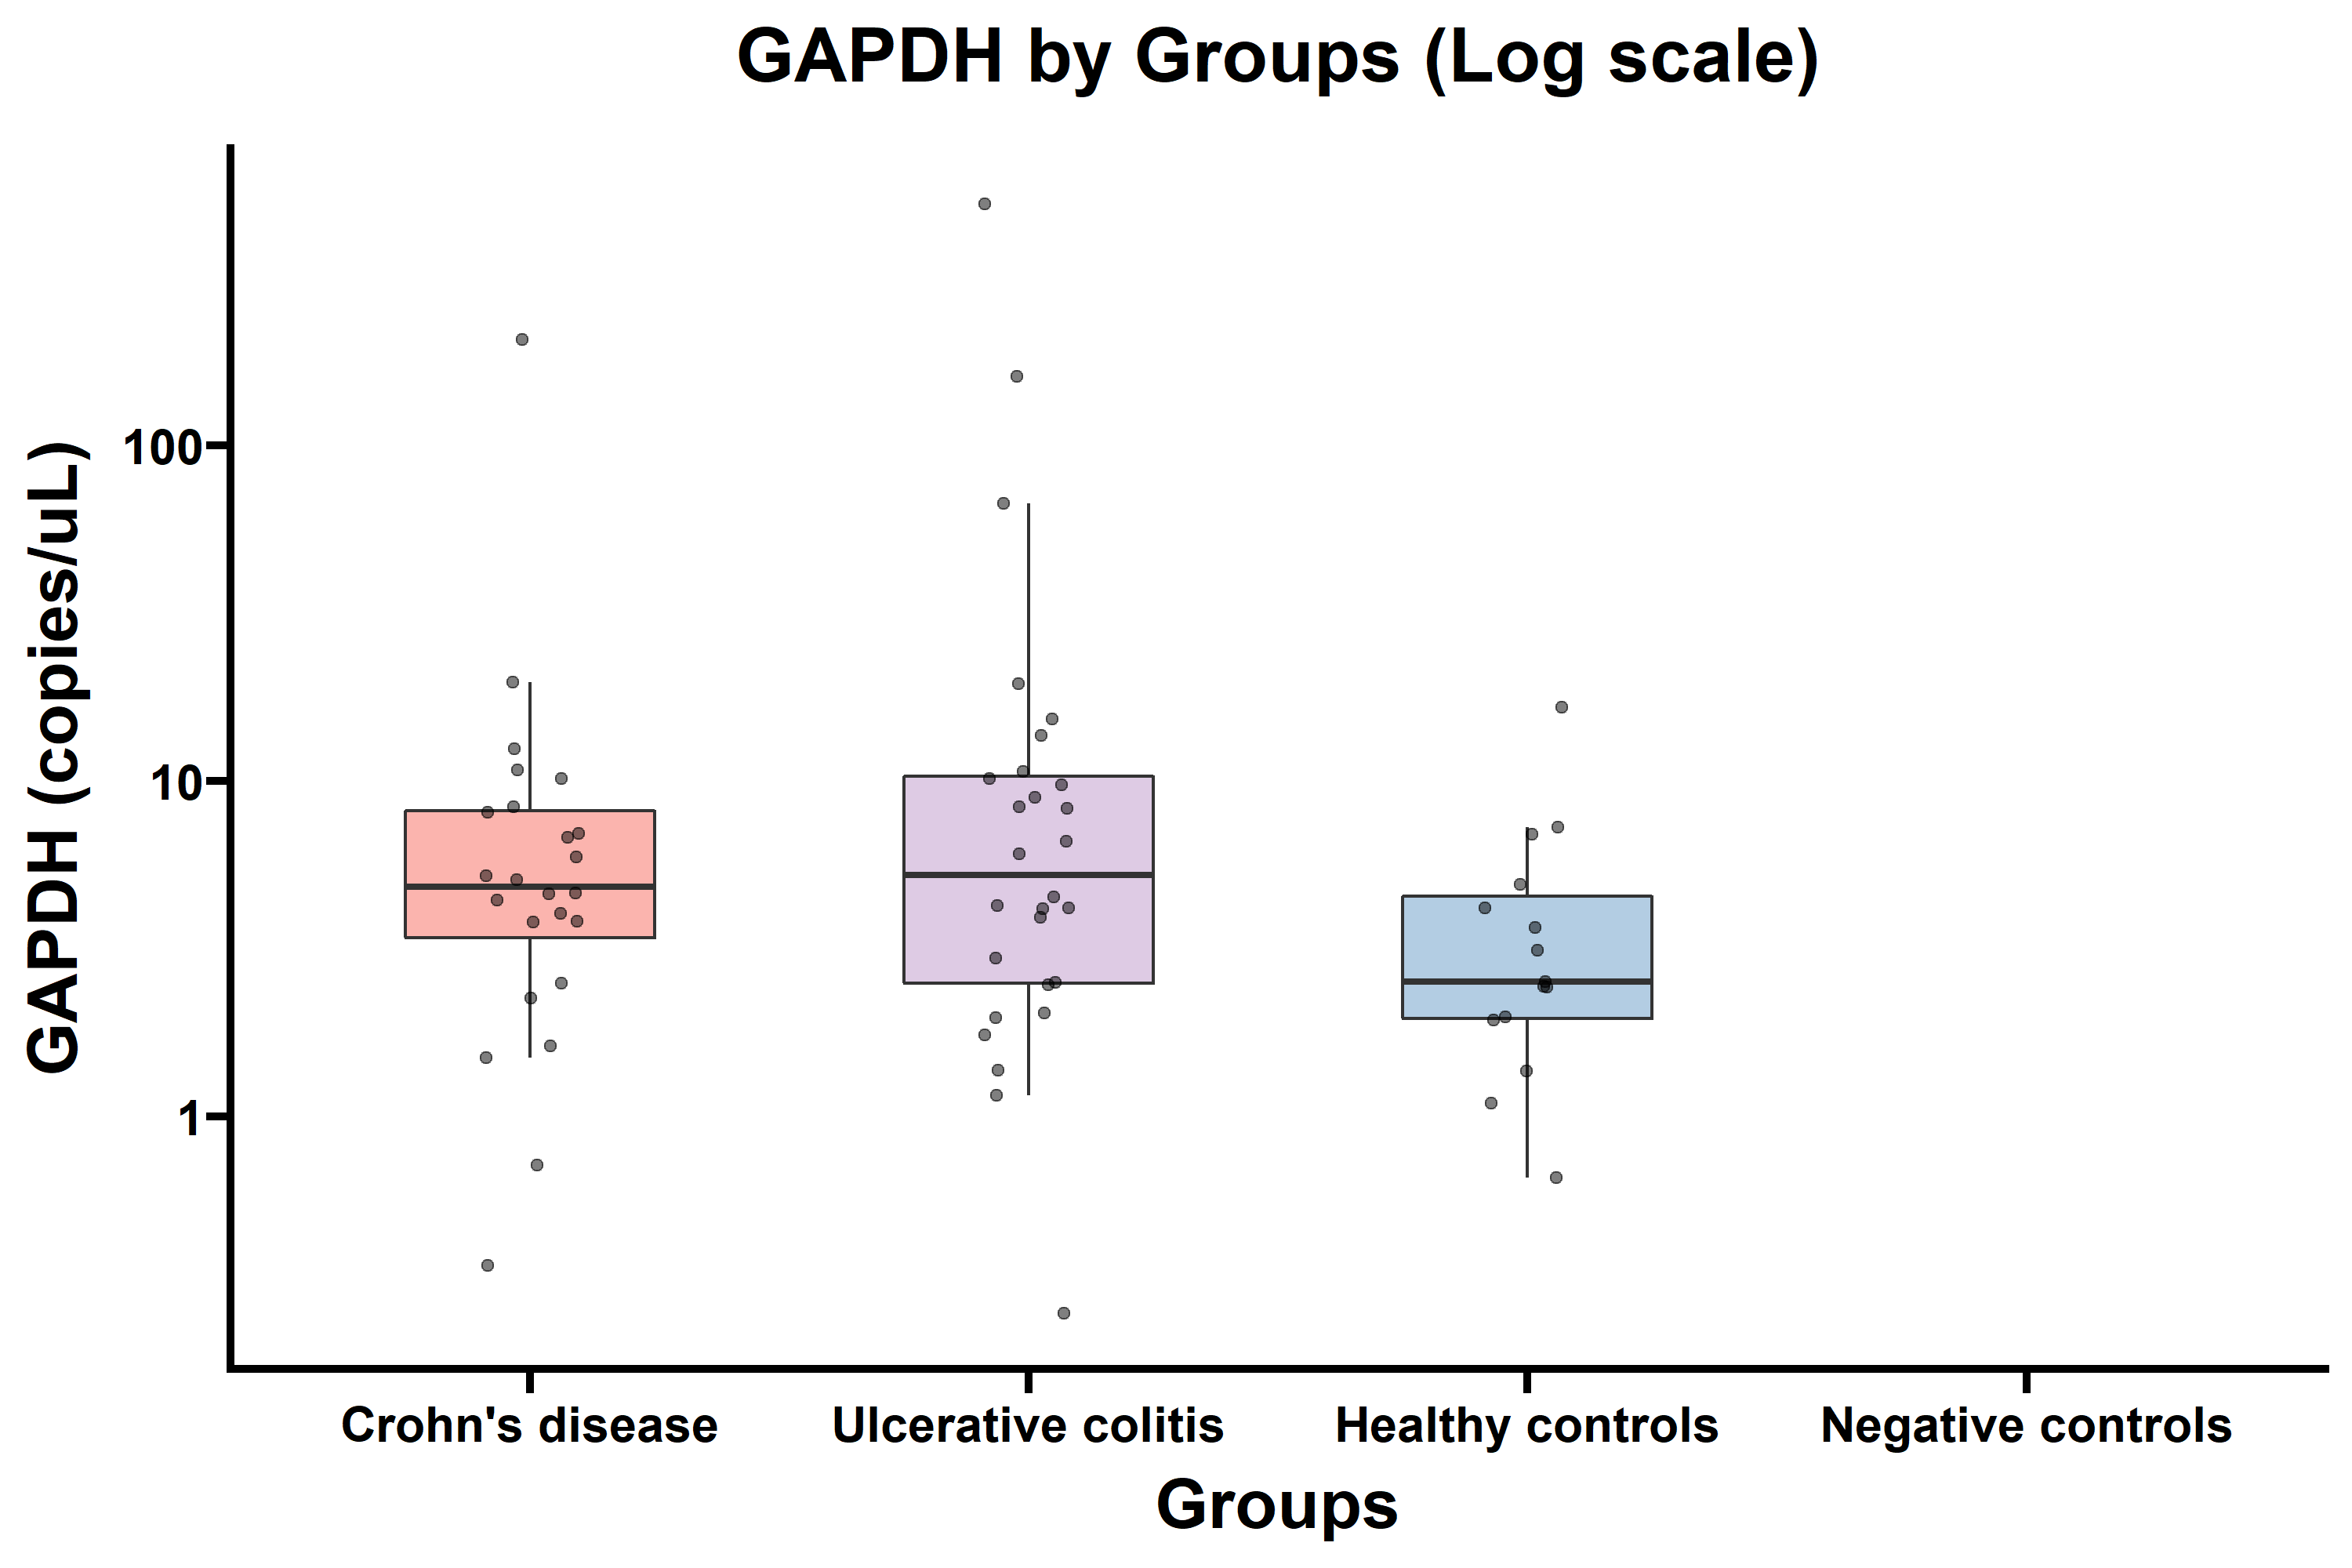 GAPDH by Groups (Log scale)
GAPDH (copies/uL)
100
10
1
Crohn's disease
Ulcerative colitis
Healthy controls
Negative controls
Groups